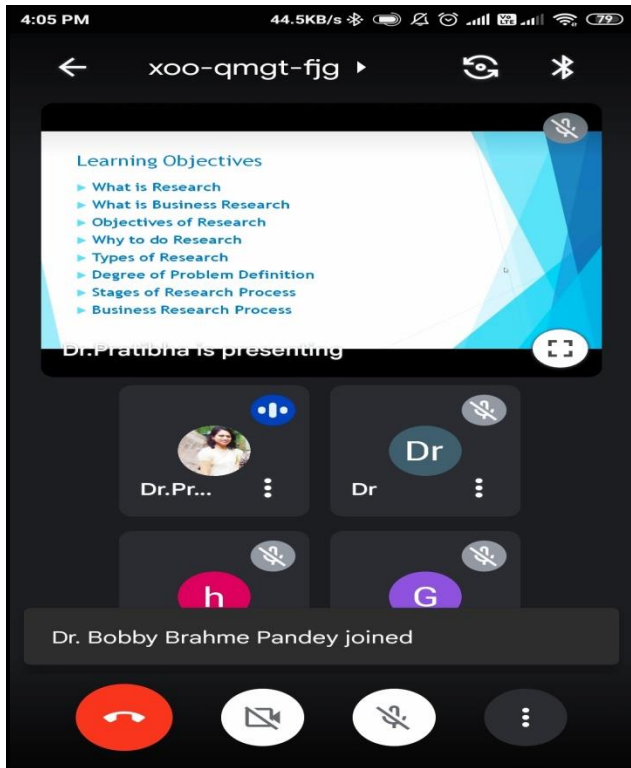 4:05 PM 44.5KB/s Vo LTE 79
xoo-qmgt-fjg
Learning Objectives
What is Research
What is Business Research
Objectives of Research
Why to do Research
Types of Research
Degree of Problem Definition
Stages of Research Process
Business Research Process
Dr.Pratibha is presenting
Dr
Dr.Pr... Dr
h G
Dr. Bobby Brahme Pandey joined